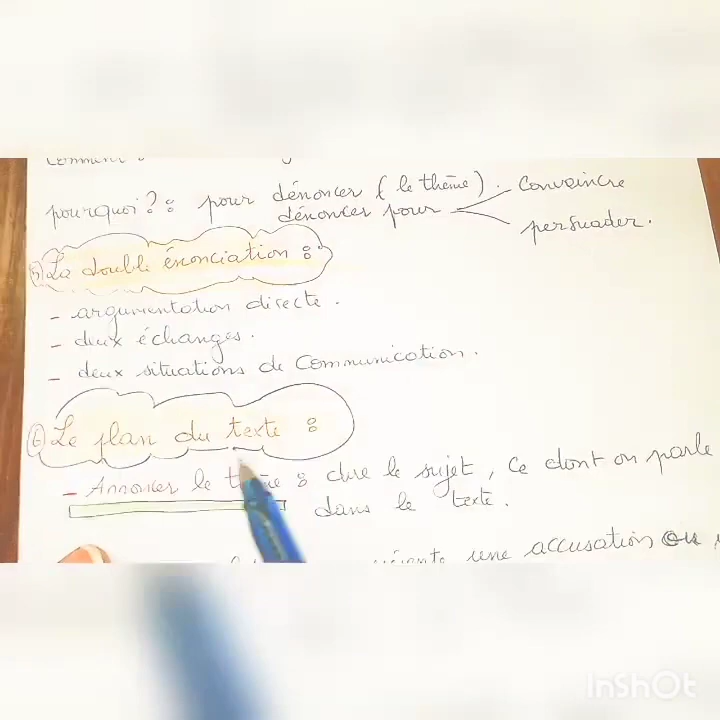 pourquoi? : pour dénoncer (le thème). Convaincre
dénoncer pour
persuader.
5) La double énonciation :
- argumentation directe.
- deux échanges.
- deux situations de communication.
6) Le plan du texte :
- Annoncer le : dire le sujet, ce dont on parle
dans le texte.
une accusation ou
InShOt